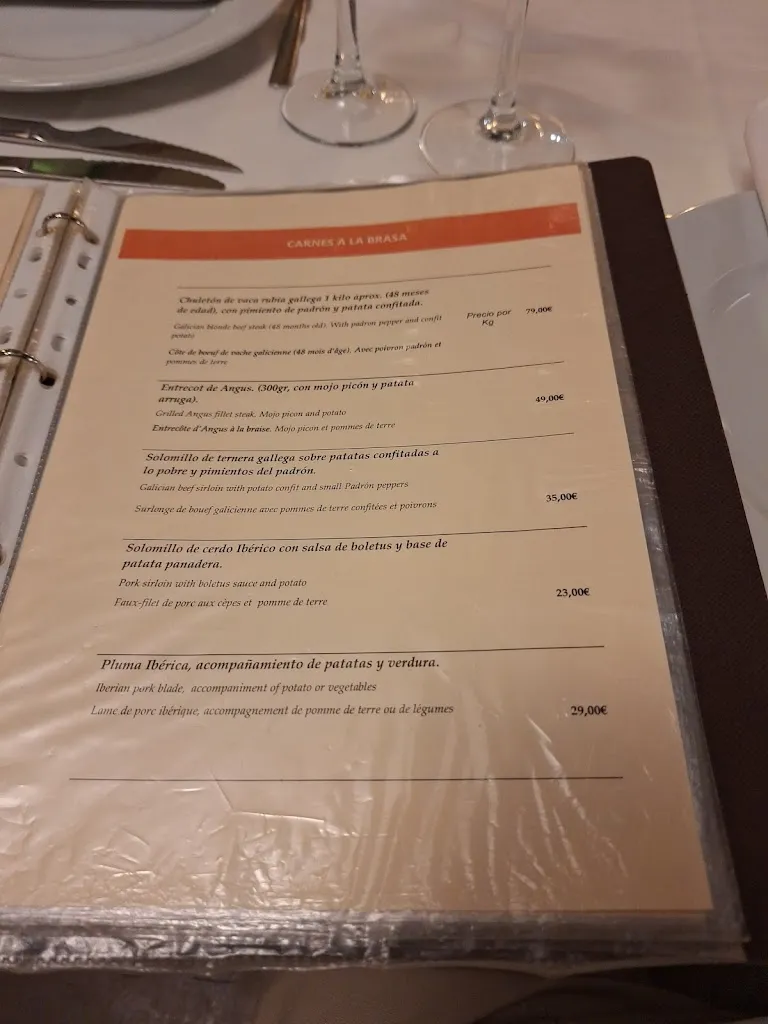 CARNES A LA BRASA
Chuletón de vaca rubia gallega 1 kilo aprox. (48 meses
de edad), con pimiento de padrón y patata confitada.
Galician blonde beef steak (48 months old). With padron pepper and confit
potato
Precio por
Kg
79,00€
Côte de boeuf de vache galicienne (48 mois d'âge). Avec poivron padrón et
pommes de terre
Entrecot de Angus. (300gr, con mojo picón y patata
arruga).
49,00€
Grilled Angus fillet steak. Mojo picon and potato
Entrecôte d'Angus à la braise. Mojo picon et pommes de terre
Solomillo de ternera gallega sobre patatas confitadas a
lo pobre y pimientos del padrón.
Galician beef sirloin with potato confit and small Padrón peppers
35,00€
Surlonge de bouef galicienne avec pommes de terre confitées et poivrons
Solomillo de cerdo Ibérico con salsa de boletus y base de
patata panadera.
Pork sirloin with boletus sauce and potato
23,00€
Faux-filet de porc aux cèpes et pomme de terre
Pluma Ibérica, acompañamiento de patatas y verdura.
Iberian pork blade, accompaniment of potato or vegetables
Lame de porc ibérique, accompagnement de pomme de terre ou de légumes
29,00€